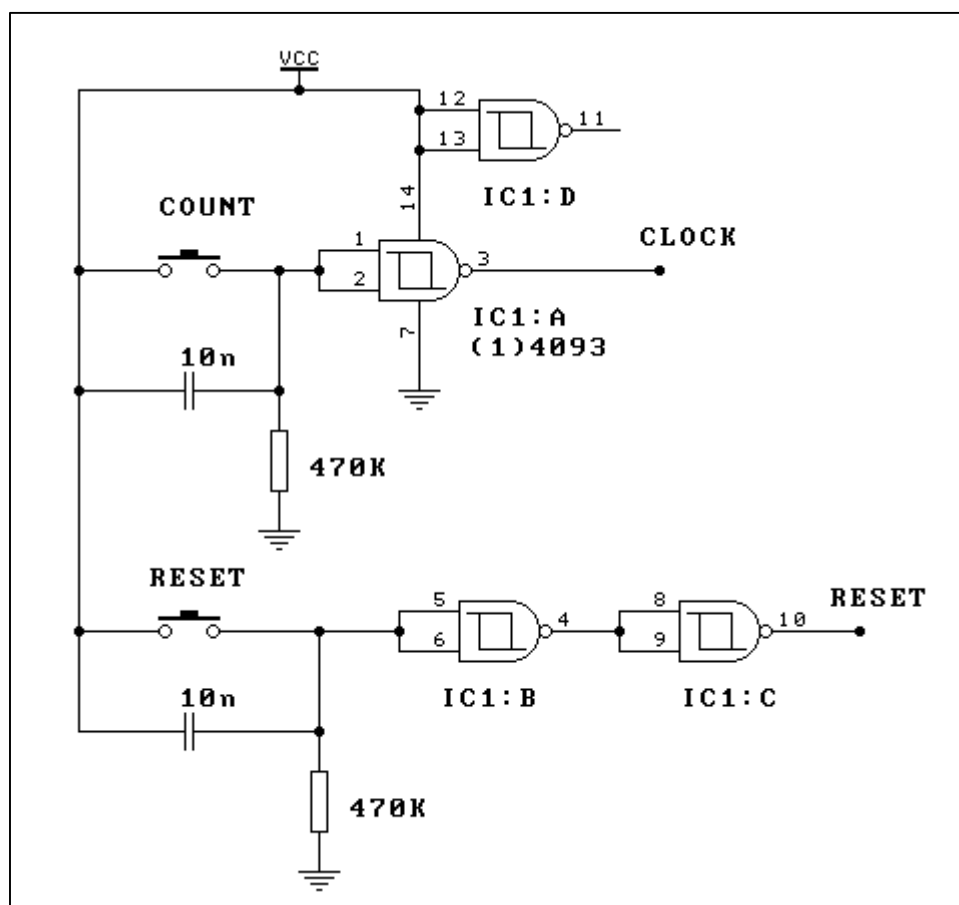 VCC
12
11
13
14
IC1:D
COUNT
CLOCK
1
3
2
IC1:A
7
(1)4093
10n
470K
RESET
RESET
5
4
8
10
6
9
10n
IC1:B
IC1:C
470K